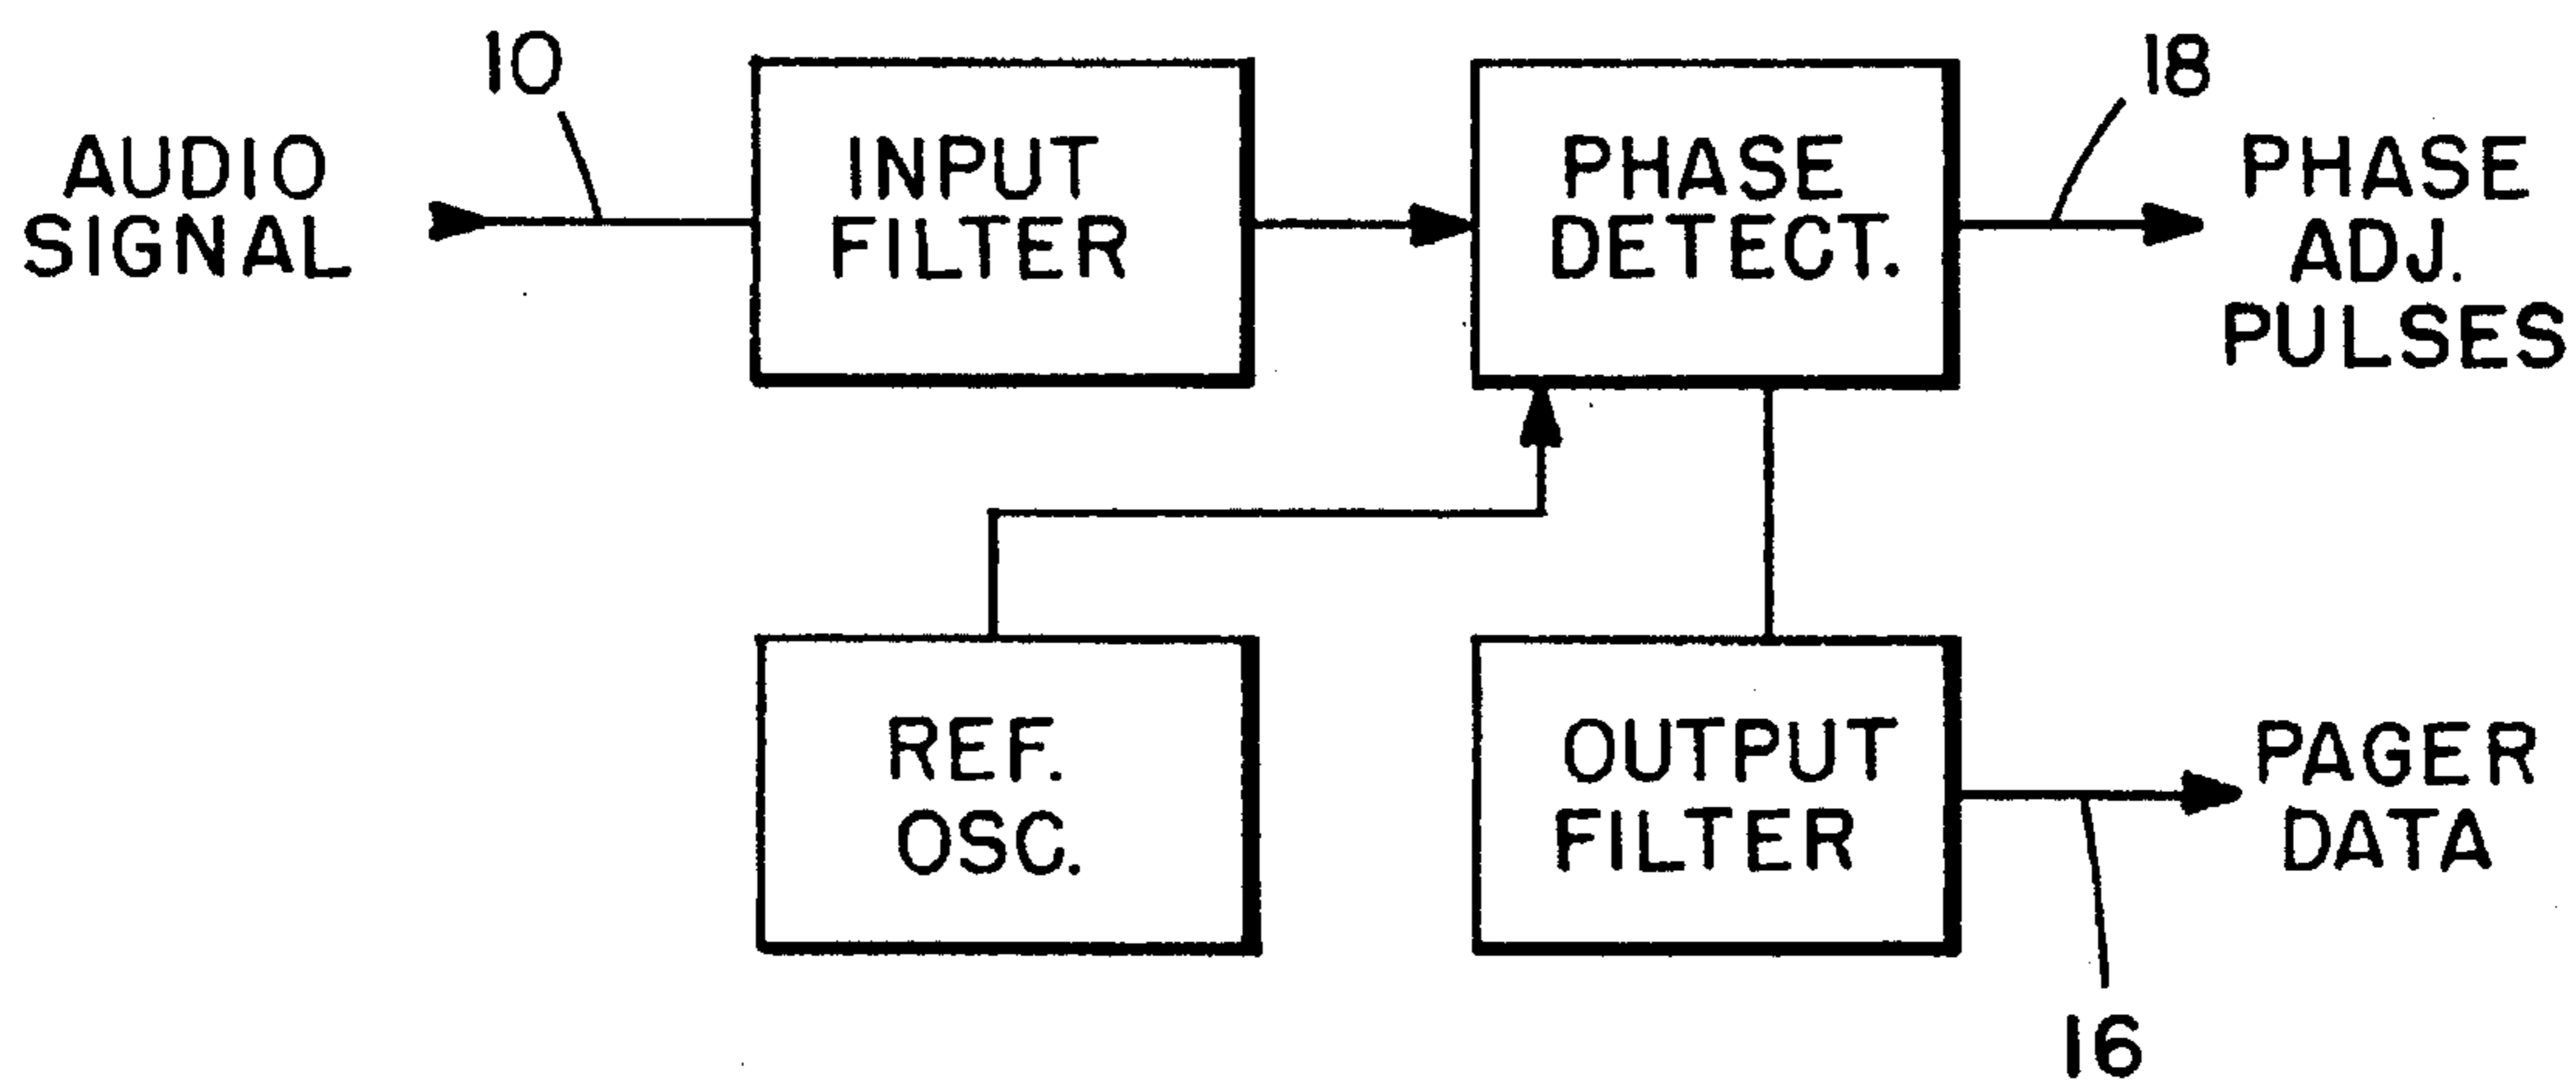 10
AUDIO
SIGNAL
INPUT
FILTER
PHASE
DETECT.
18
PHASE
ADJ.
PULSES
REF.
OSC.
OUTPUT
FILTER
PAGER
DATA
16